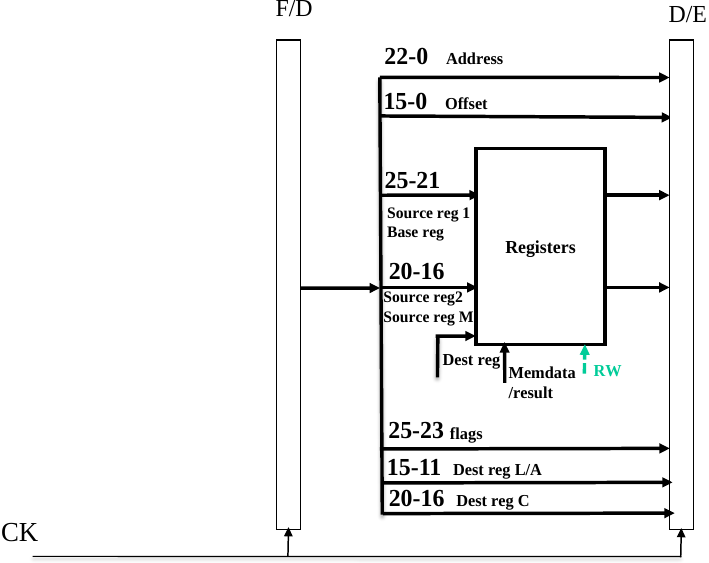 F/D
D/E
22-0 Address
15-0 Offset
25-21
Source reg 1
Base reg
Registers
20-16
Source reg2
Source reg M
Dest reg
Memdata
/result
RW
25-23 flags
15-11 Dest reg L/A
20-16 Dest reg C
CK